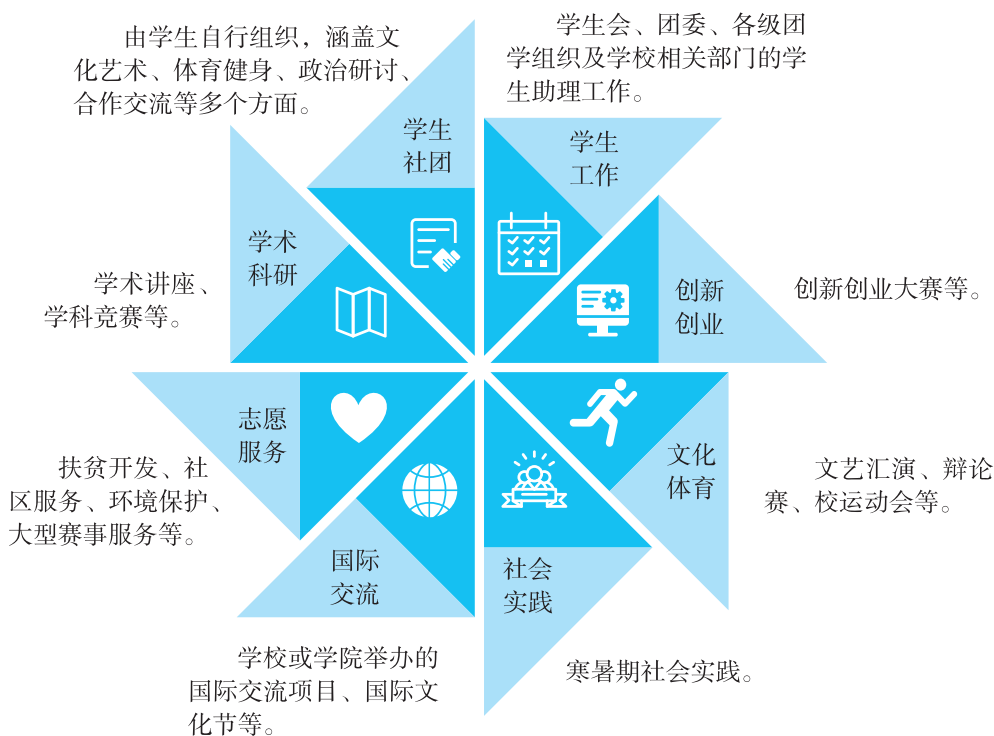 由学生自行组织，涵盖文
化艺术、体育健身、政治研讨、
合作交流等多个方面。
学生会、团委、各级团
学组织及学校相关部门的学
生助理工作。
学生
社团
学生
工作
学术
科研
创新
创业
学术讲座、
学科竞赛等。
创新创业大赛等。
志愿
服务
文化
体育
扶贫开发、社
区服务、环境保护、
大型赛事服务等。
文艺汇演、辩论
赛、校运动会等。
国际
交流
社会
实践
学校或学院举办的
国际交流项目、国际文
化节等。
寒暑期社会实践。